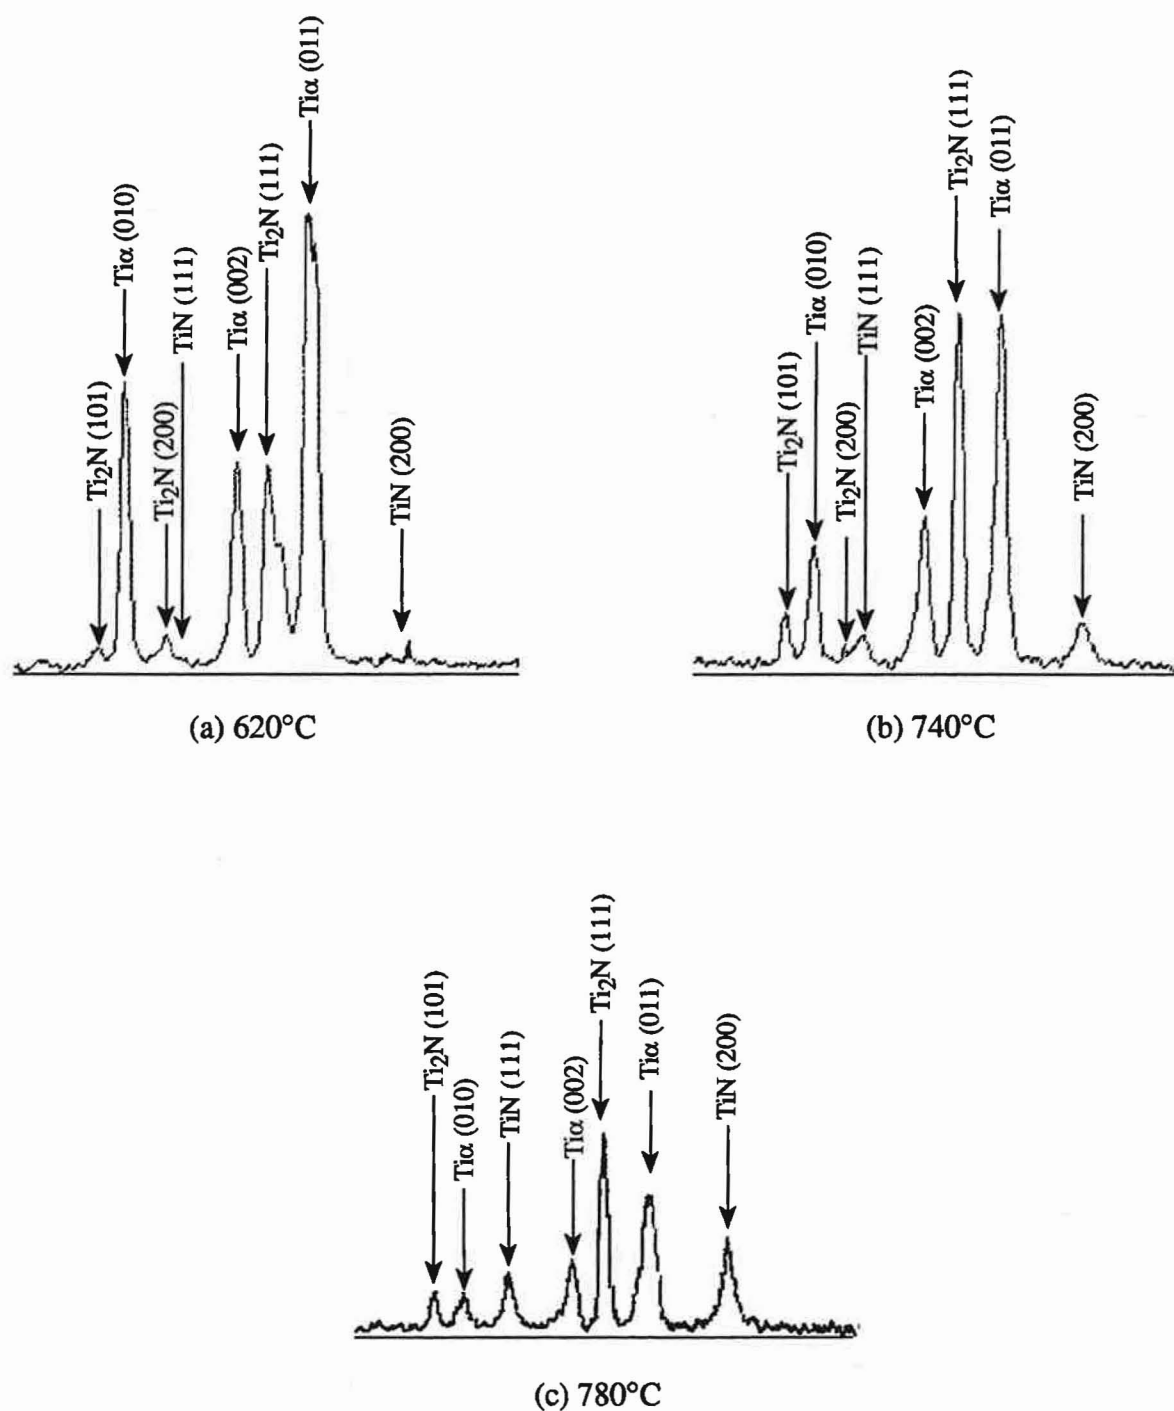 Ti₂N (101)
Tiα (010)
Ti₂N (200)
TiN (111)
Tiα (002)
Ti₂N (111)
Tiα (011)
TiN (200)
(a) 620°C
Ti₂N (101)
Tiα (010)
Ti₂N (200)
TiN (111)
Tiα (002)
Ti₂N (111)
Tiα (011)
TiN (200)
(b) 740°C
Ti₂N (101)
Tiα (010)
TiN (111)
Tiα (002)
Ti₂N (111)
Tiα (011)
TiN (200)
(c) 780°C